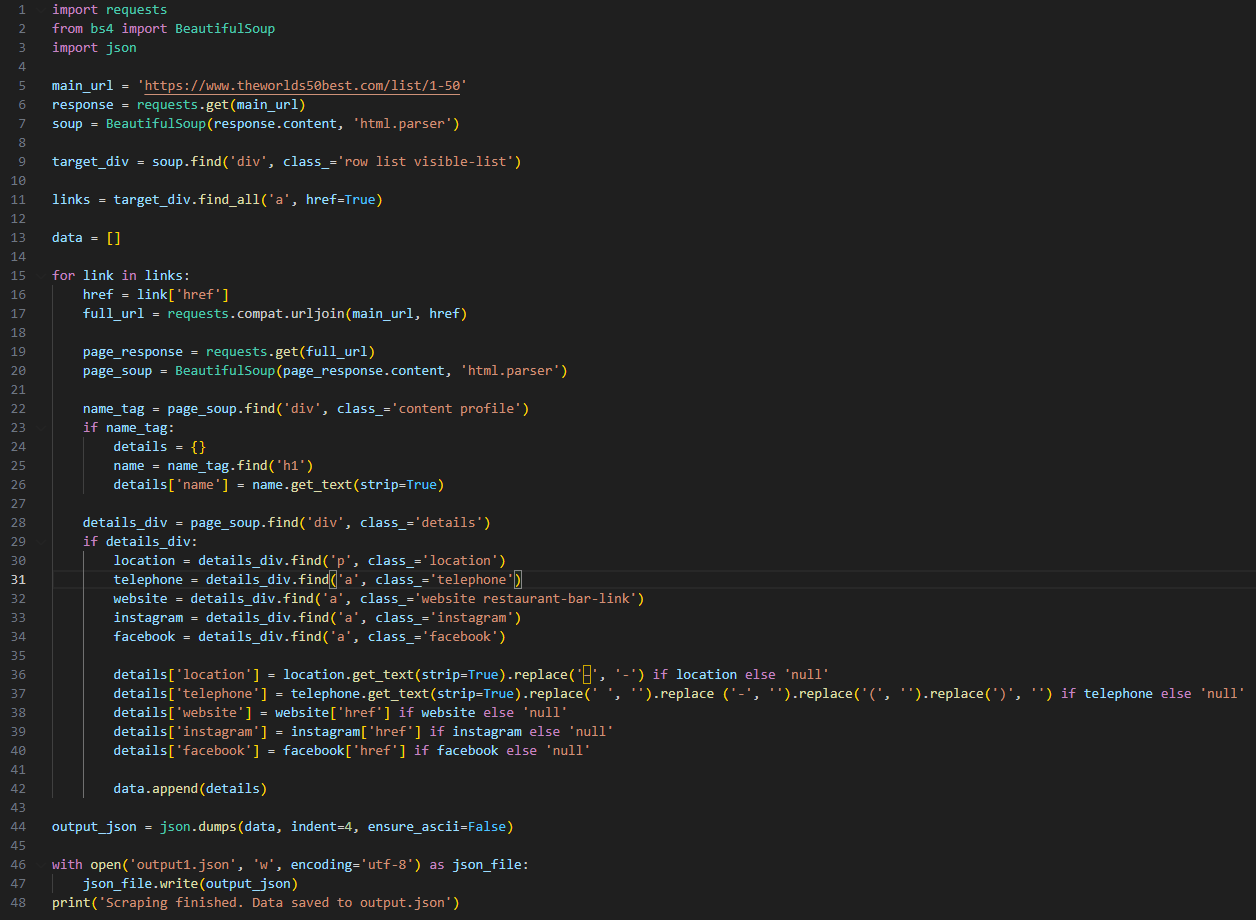 1 import requests
2 from bs4 import BeautifulSoup
3 import json
4
5 main_url = 'https://www.theworlds50best.com/list/1-50'
6 response = requests.get(main_url)
7 soup = BeautifulSoup(response.content, 'html.parser')
8
9 target_div = soup.find('div', class_='row list visible-list')
10
11 links = target_div.find_all('a', href=True)
12
13 data = []
14
15 for link in links:
16     href = link['href']
17     full_url = requests.compat.urljoin(main_url, href)
18
19     page_response = requests.get(full_url)
20     page_soup = BeautifulSoup(page_response.content, 'html.parser')
21
22     name_tag = page_soup.find('div', class_='content profile')
23     if name_tag:
24         details = {}
25         name = name_tag.find('h1')
26         details['name'] = name.get_text(strip=True)
27
28     details_div = page_soup.find('div', class_='details')
29     if details_div:
30         location = details_div.find('p', class_='location')
31         telephone = details_div.find('a', class_='telephone')
32         website = details_div.find('a', class_='website restaurant-bar-link')
33         instagram = details_div.find('a', class_='instagram')
34         facebook = details_div.find('a', class_='facebook')
35
36         details['location'] = location.get_text(strip=True).replace('–', '-') if location else 'null'
37         details['telephone'] = telephone.get_text(strip=True).replace(' ', '').replace ('-', '').replace('(', '').replace(')', '') if telephone else 'null'
38         details['website'] = website['href'] if website else 'null'
39         details['instagram'] = instagram['href'] if instagram else 'null'
40         details['facebook'] = facebook['href'] if facebook else 'null'
41
42         data.append(details)
43
44 output_json = json.dumps(data, indent=4, ensure_ascii=False)
45
46 with open('output1.json', 'w', encoding='utf-8') as json_file:
47     json_file.write(output_json)
48 print('Scraping finished. Data saved to output.json')